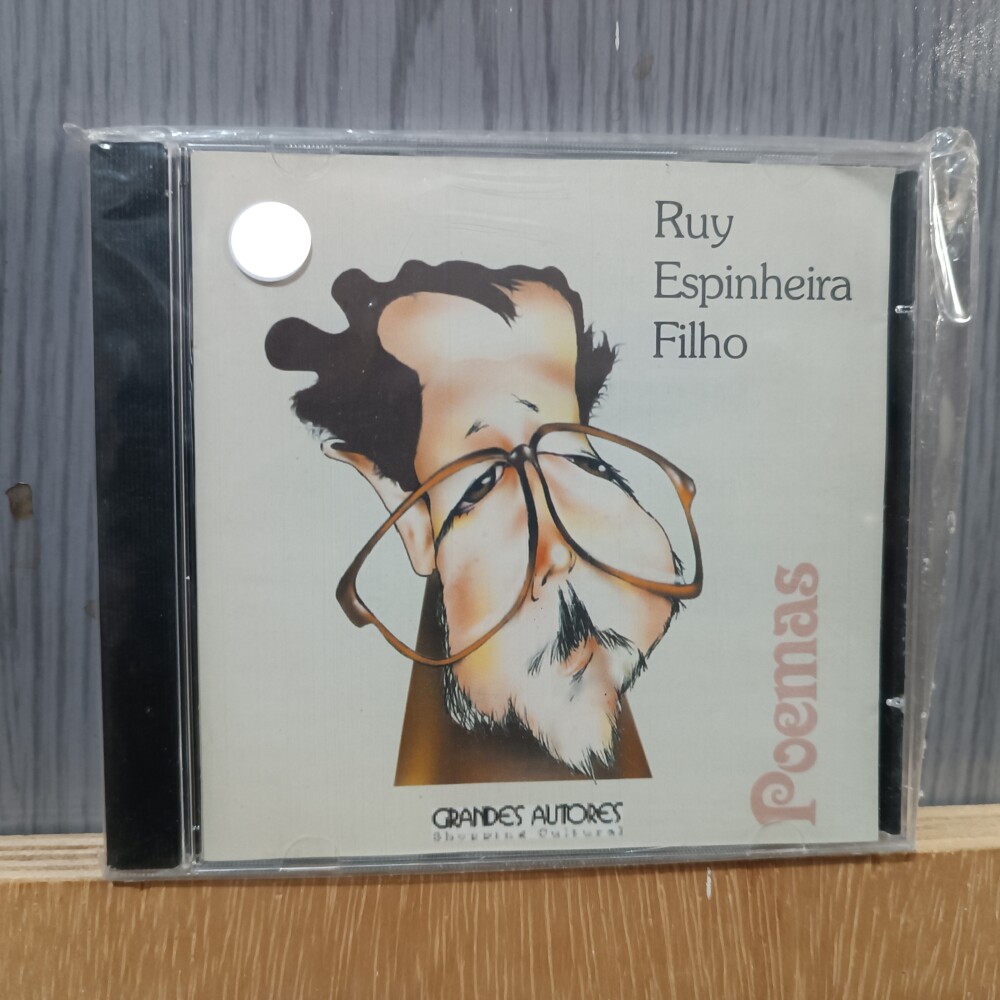 Ruy
Espinheira
Filho
Poemas
GRANDES AUTORES
Shopping Cultural